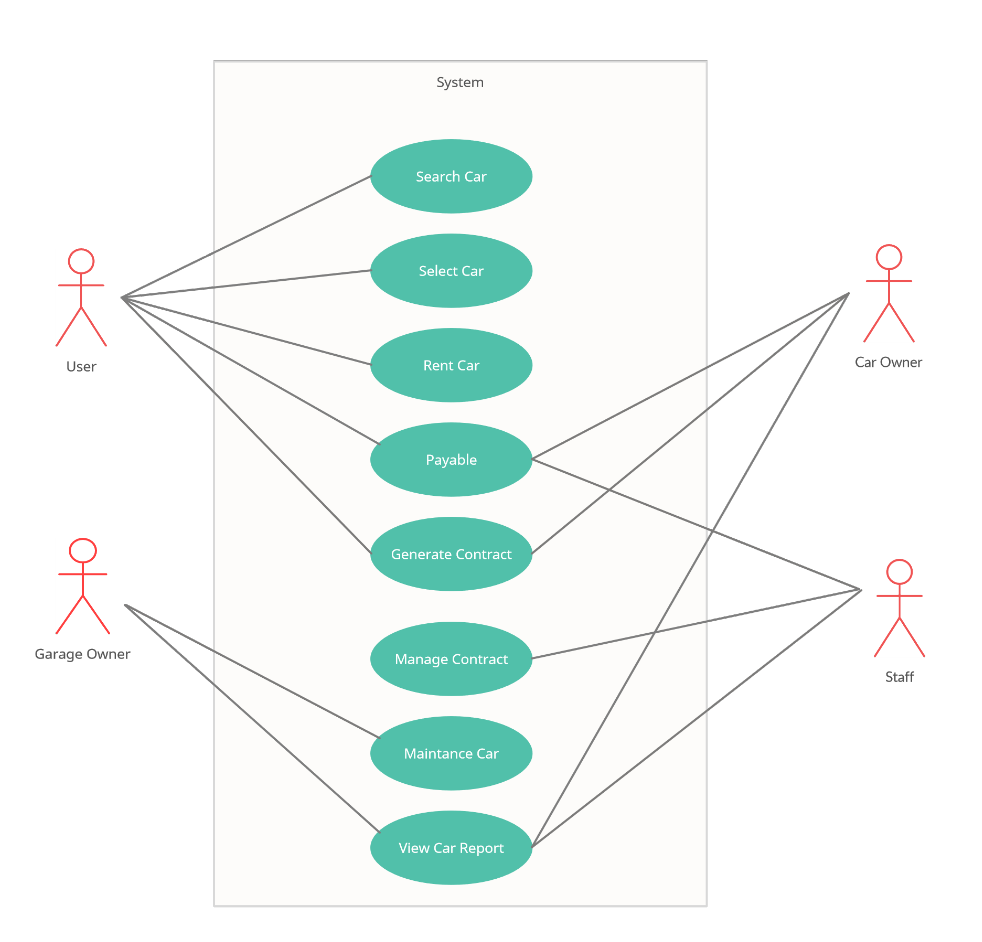 System
Search Car
Select Car
Rent Car
User
Car Owner
Payable
Generate Contract
Garage Owner
Manage Contract
Staff
Maintance Car
View Car Report